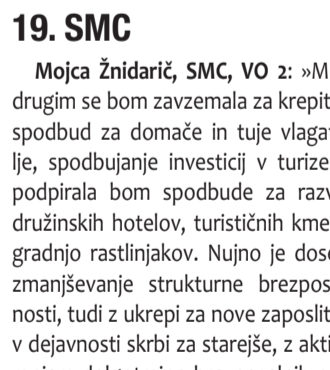 19. SMC
Mojca Žnidarič, SMC, VO 2: »M
drugim se bom zavzemala za krepit
spodbud za domače in tuje vlagat
lje, spodbujanje investicij v turize
podpirala bom spodbude za razv
družinskih hotelov, turističnih kme
gradnjo rastlinjakov. Nujno je dose
zmanjševanje strukturne brezpos
nosti, tudi z ukrepi za nove zaposlit
v dejavnosti skrbi za starejše, z akti